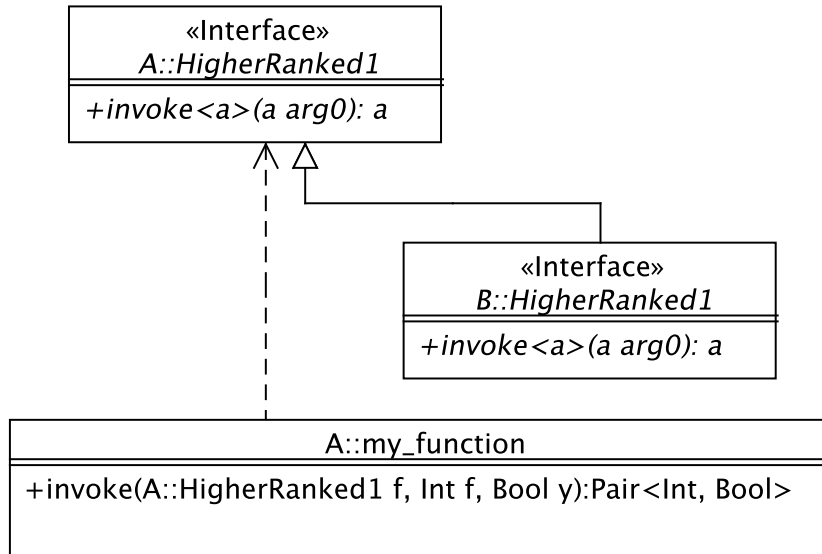 «Interface»
A::HigherRanked1
+invoke<a>(a arg0): a
«Interface»
B::HigherRanked1
+invoke<a>(a arg0): a
A::my_function
+invoke(A::HigherRanked1 f, Int f, Bool y):Pair<Int, Bool>